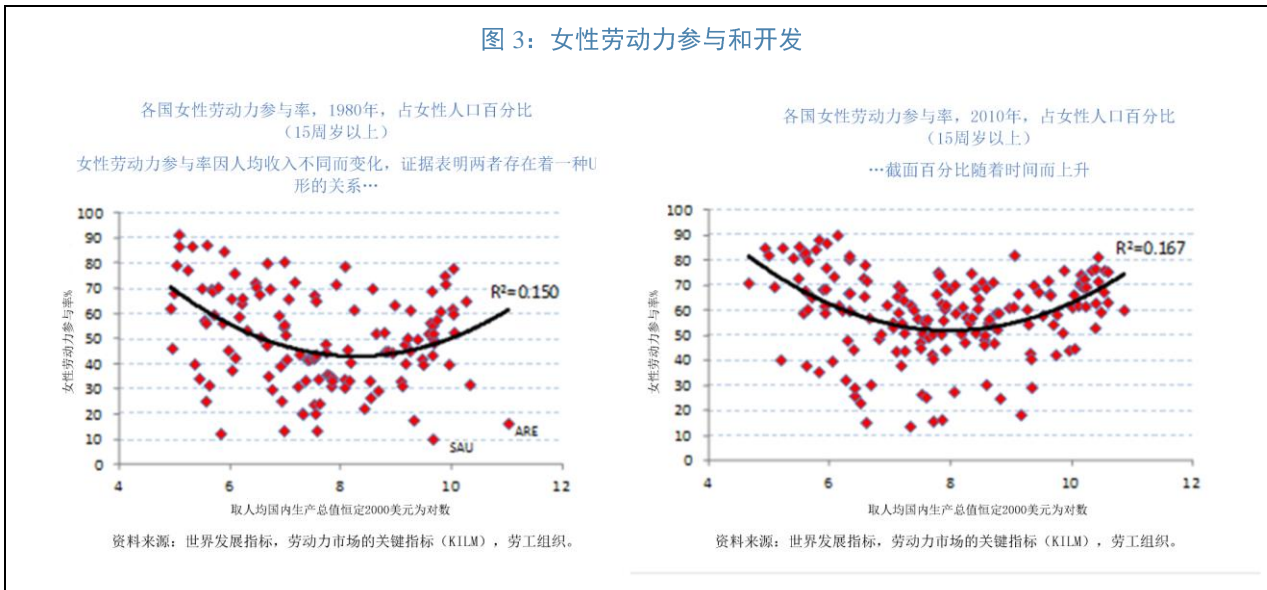 图 3：女性劳动力参与和开发
各国女性劳动力参与率，1980年，占女性人口百分比
（15周岁以上）
女性劳动力参与率因人均收入不同而变化，证据表明两者存在着一种U
形的关系…
100
90
80
70
60
50
40
30
20
10
0
女性劳动力参与率%
R²=0.150
SAU
ARE
4 6 8 10 12
取人均国内生产总值恒定2000美元为对数
资料来源：世界发展指标，劳动力市场的关键指标（KILM），劳工组织。
各国女性劳动力参与率，2010年，占女性人口百分比
（15周岁以上）
…截面百分比随着时间而上升
100
90
80
70
60
50
40
30
20
10
0
女性劳动力参与率%
R²=0.167
4 6 8 10 12
取人均国内生产总值恒定2000美元为对数
资料来源：世界发展指标，劳动力市场的关键指标（KILM），劳工组织。